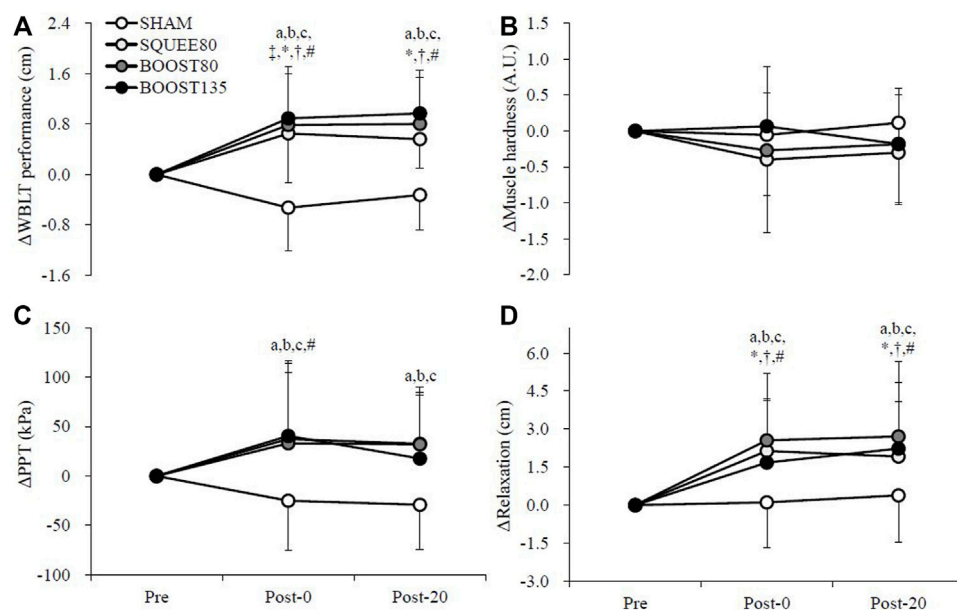 A
ΔWBLT performance (cm)
2.4
1.6
0.8
0.0
-0.8
-1.6
SHAM
SQUEE80
BOOST80
BOOST135
a,b,c,
‡,*,†,#
a,b,c,
*,†,#
B
ΔMuscle hardness (A.U.)
1.5
1.0
0.5
0.0
-0.5
-1.0
-1.5
-2.0
C
ΔPPT (kPa)
150
100
50
0
-50
-100
a,b,c,#
a,b,c
Pre
Post-0
Post-20
D
ΔRelaxation (cm)
6.0
4.5
3.0
1.5
0.0
-1.5
-3.0
a,b,c,
*,†,#
a,b,c,
*,†,#
Pre
Post-0
Post-20